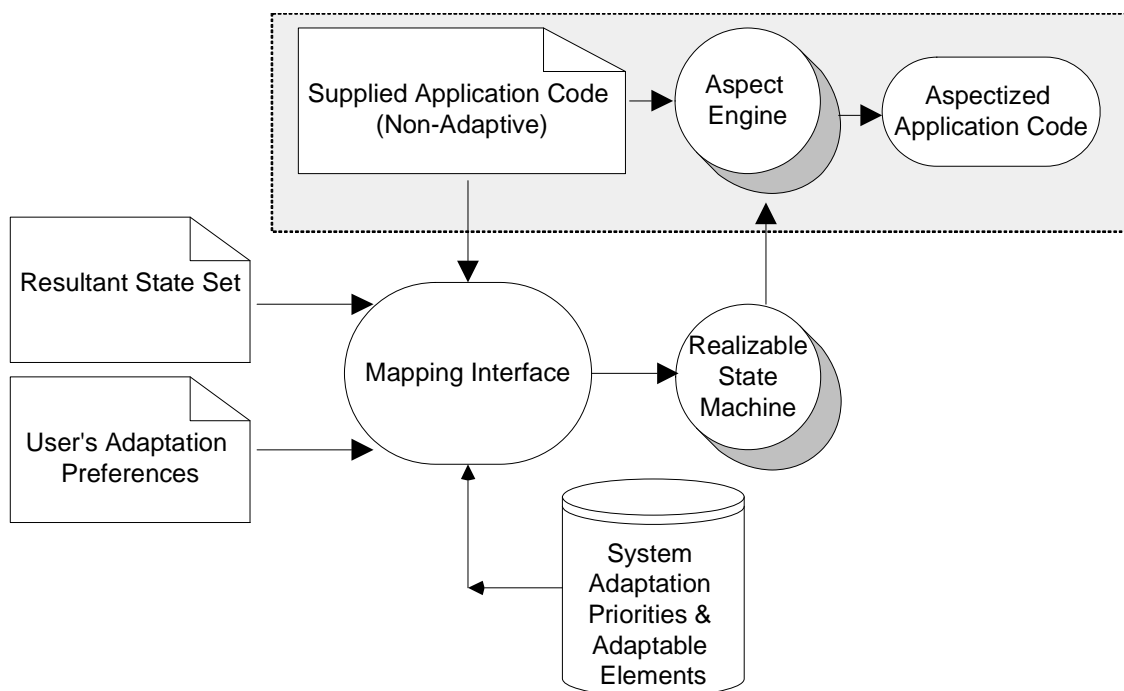 Supplied Application Code
(Non-Adaptive)
Aspect
Engine
Aspectized
Application Code
Resultant State Set
Mapping Interface
Realizable
State
Machine
User's Adaptation
Preferences
System
Adaptation
Priorities &
Adaptable
Elements